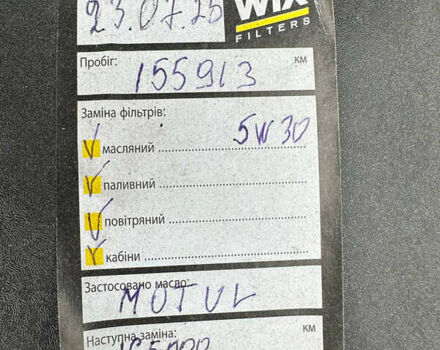 23.07.25
WIX
FILTERS
Пробіг: 155913 км
Заміна фільтрів:
5W30
V масляний
V паливний
V повітряний
V кабіни
Застосовано масло:
MOTUL
Наступна заміна: км